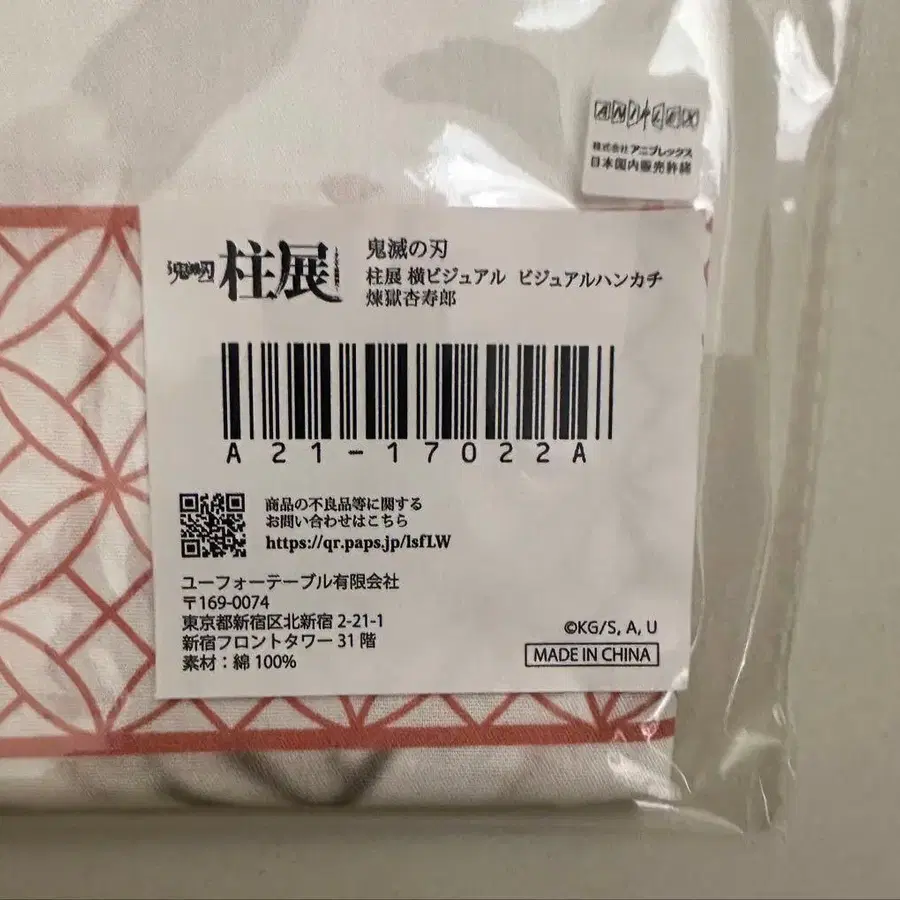 ANIPLEX
株式会社アニプレックス
日本国内販売許諾
鬼滅の刃
柱展
鬼滅の刃
柱展 横ビジュアル ビジュアルハンカチ
煉獄杏寿郎
A21-17022A
商品の不良品等に関する
お問い合わせはこちら
https://qr.paps.jp/lsfLW
ユーフォーテーブル有限会社
〒169-0074
東京都新宿区北新宿 2-21-1
新宿フロントタワー 31 階
素材：綿 100%
©KG/S, A, U
MADE IN CHINA